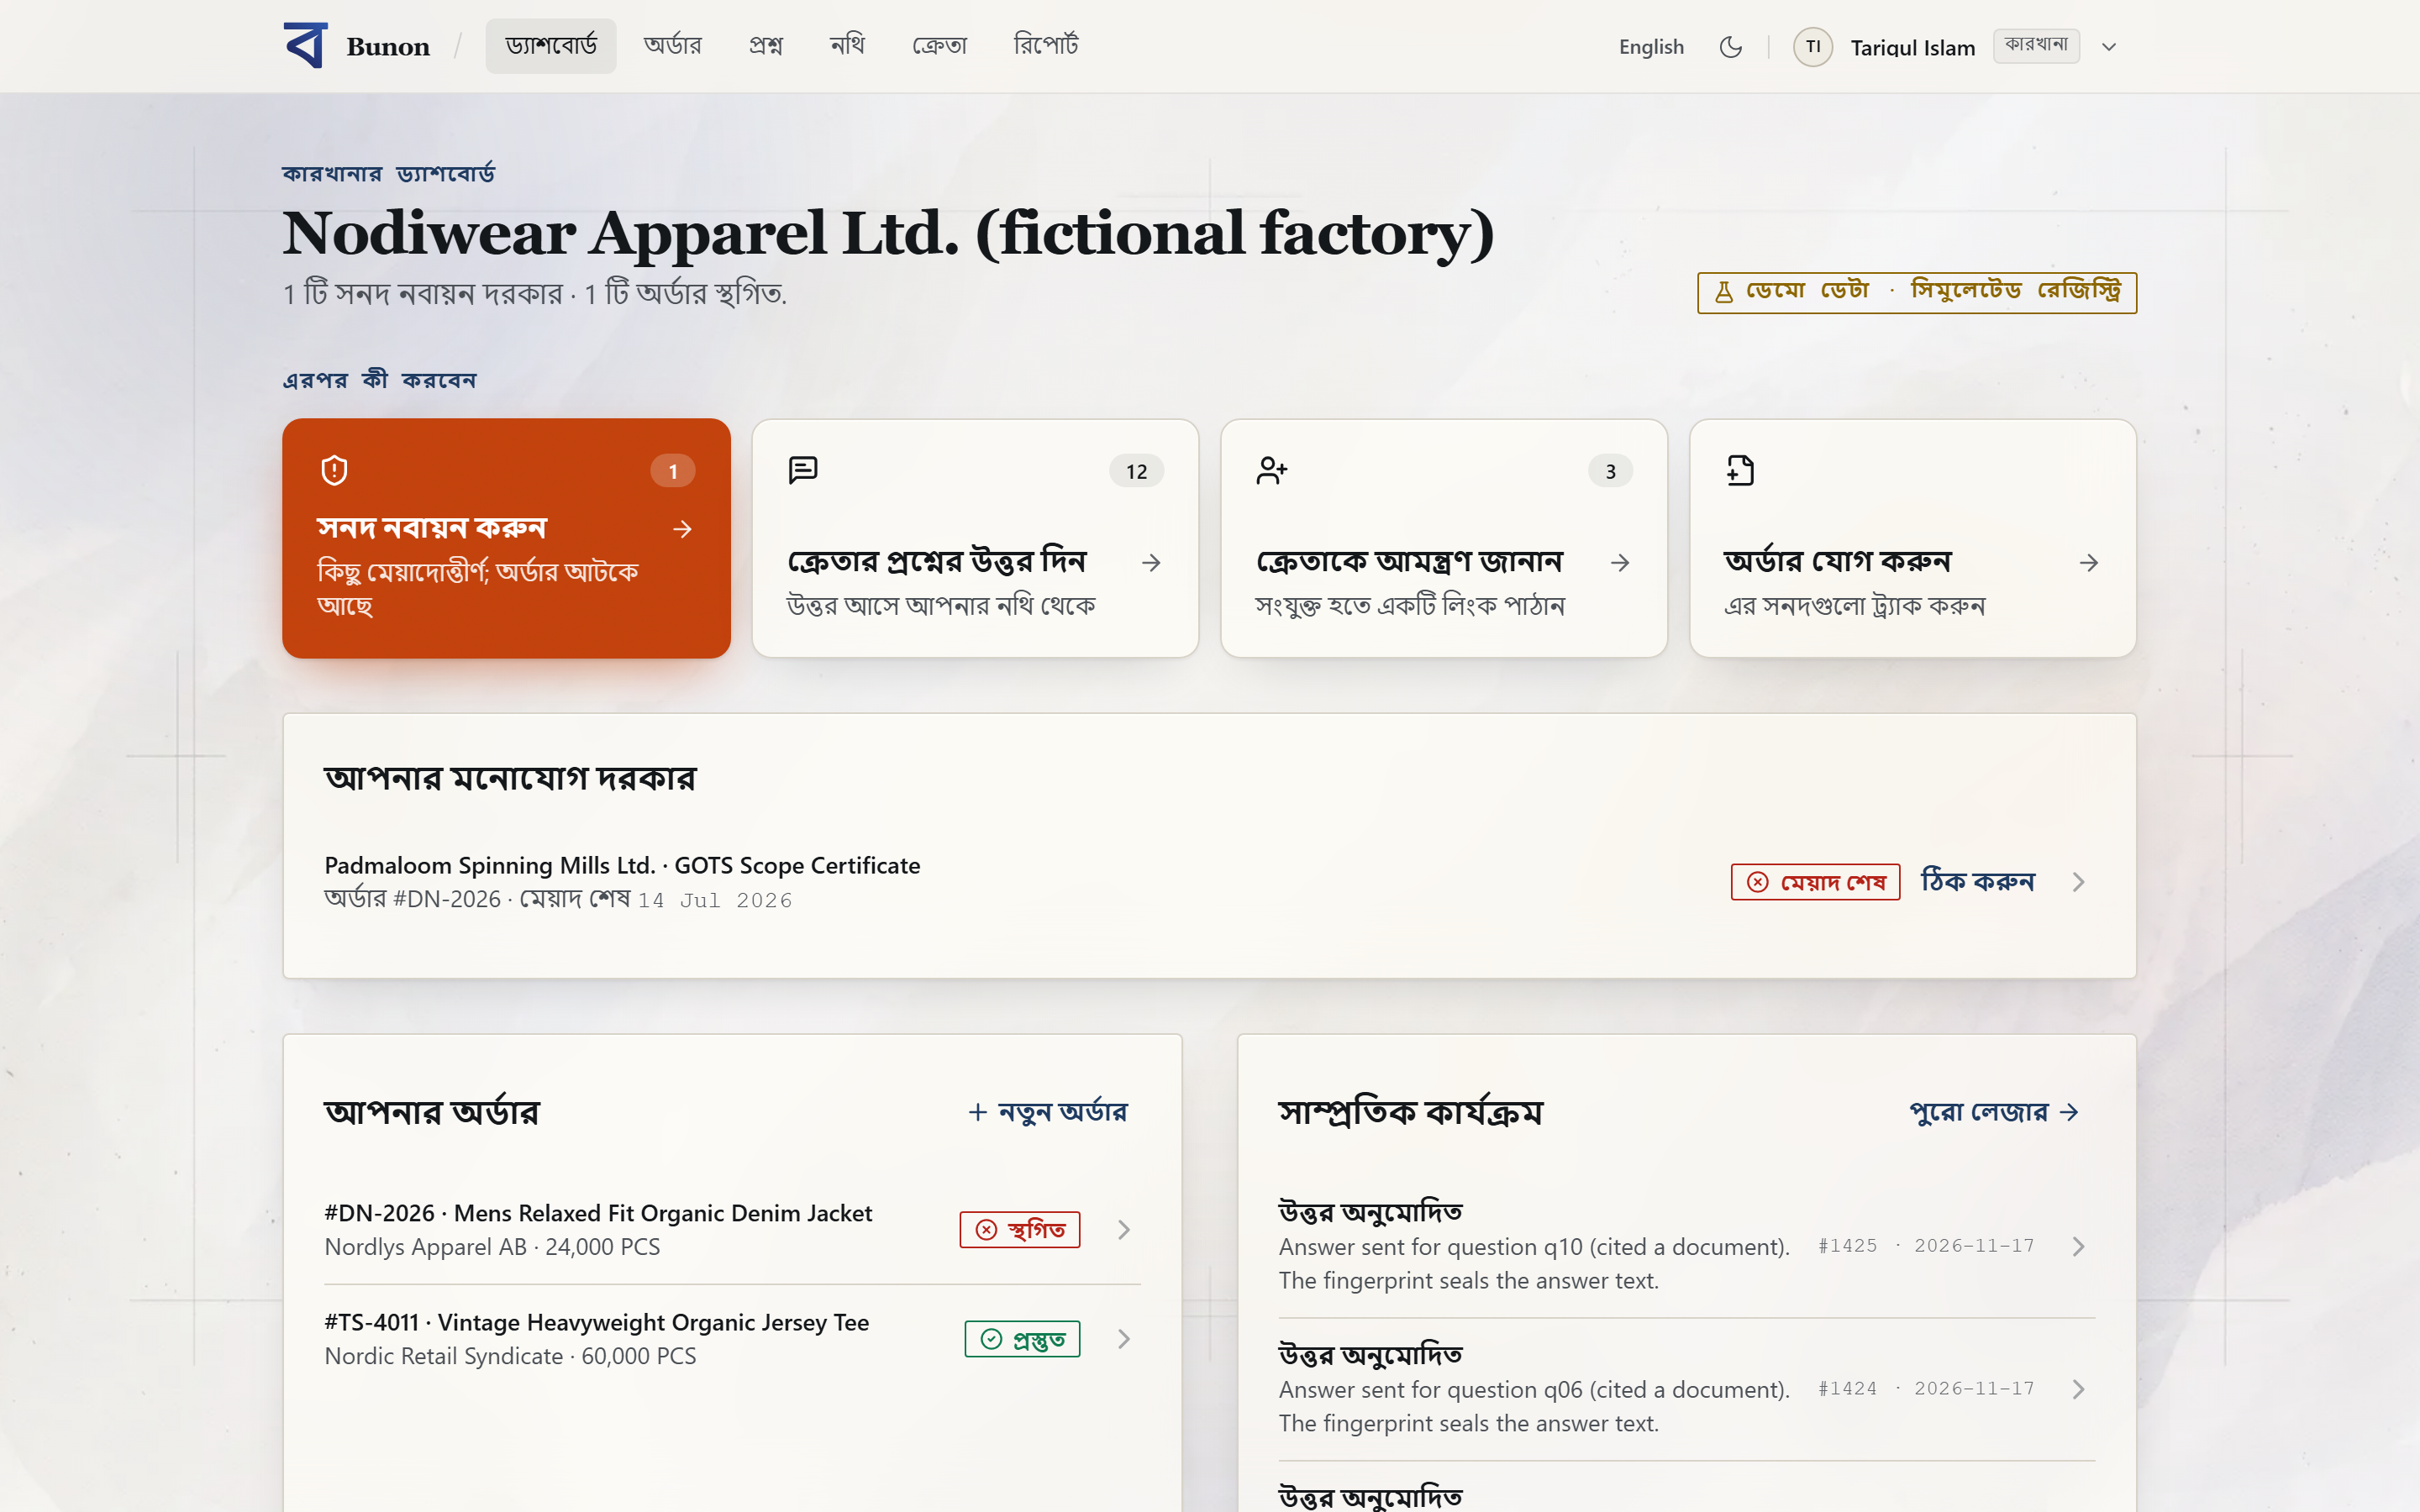 ব Bunon / ড্যাশবোর্ড অর্ডার প্রশ্ন নথি ক্রেতা রিপোর্ট English TI Tariqul Islam কারখানা
কারখানার ড্যাশবোর্ড
Nodiwear Apparel Ltd. (fictional factory)
1 টি সনদ নবায়ন দরকার · 1 টি অর্ডার স্থগিত.
ডেমো ডেটা · সিমুলেটেড রেজিস্ট্রি
এরপর কী করবেন
1
সনদ নবায়ন করুন
কিছু মেয়াদোত্তীর্ণ; অর্ডার আটকে
আছে
12
ক্রেতার প্রশ্নের উত্তর দিন
উত্তর আসে আপনার নথি থেকে
3
ক্রেতাকে আমন্ত্রণ জানান
সংযুক্ত হতে একটি লিংক পাঠান
অর্ডার যোগ করুন
এর সনদগুলো ট্র্যাক করুন
আপনার মনোযোগ দরকার
Padmaloom Spinning Mills Ltd. · GOTS Scope Certificate
অর্ডার #DN-2026 · মেয়াদ শেষ 14 Jul 2026
মেয়াদ শেষ ঠিক করুন
আপনার অর্ডার
+ নতুন অর্ডার
#DN-2026 · Mens Relaxed Fit Organic Denim Jacket
Nordlys Apparel AB · 24,000 PCS
স্থগিত
#TS-4011 · Vintage Heavyweight Organic Jersey Tee
Nordic Retail Syndicate · 60,000 PCS
প্রস্তুত
সাম্প্রতিক কার্যক্রম
পুরো লেজার →
উত্তর অনুমোদিত
Answer sent for question q10 (cited a document).
The fingerprint seals the answer text.
#1425 · 2026-11-17
উত্তর অনুমোদিত
Answer sent for question q06 (cited a document).
The fingerprint seals the answer text.
#1424 · 2026-11-17
উত্তর অনুমোদিত